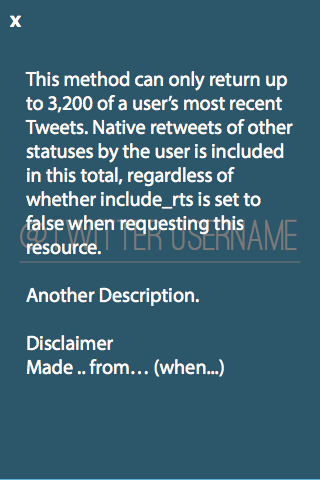 x
This method can only return up
to 3,200 of a user's most recent
Tweets. Native retweets of other
statuses by the user is included
in this total, regardless of
whether include_rts is set to
false when requesting this
@TWITTER USERNAME
resource.
Another Description.
Disclaimer
Made .. from... (when...)